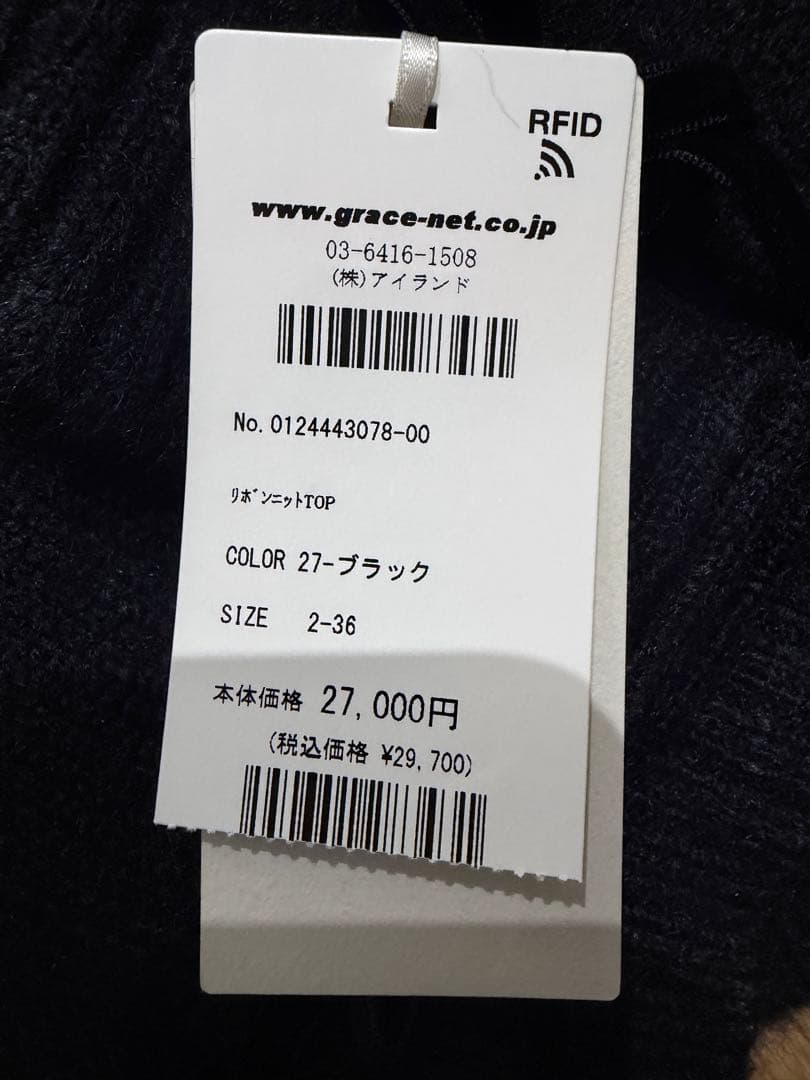 RFID
www.grace-net.co.jp
03-6416-1508
(株)アイランド
No. 0124443078-00
ﾘﾎﾞﾝﾆｯﾄTOP
COLOR 27-ブラック
SIZE 2-36
本体価格 27,000円
(税込価格 ¥29,700)